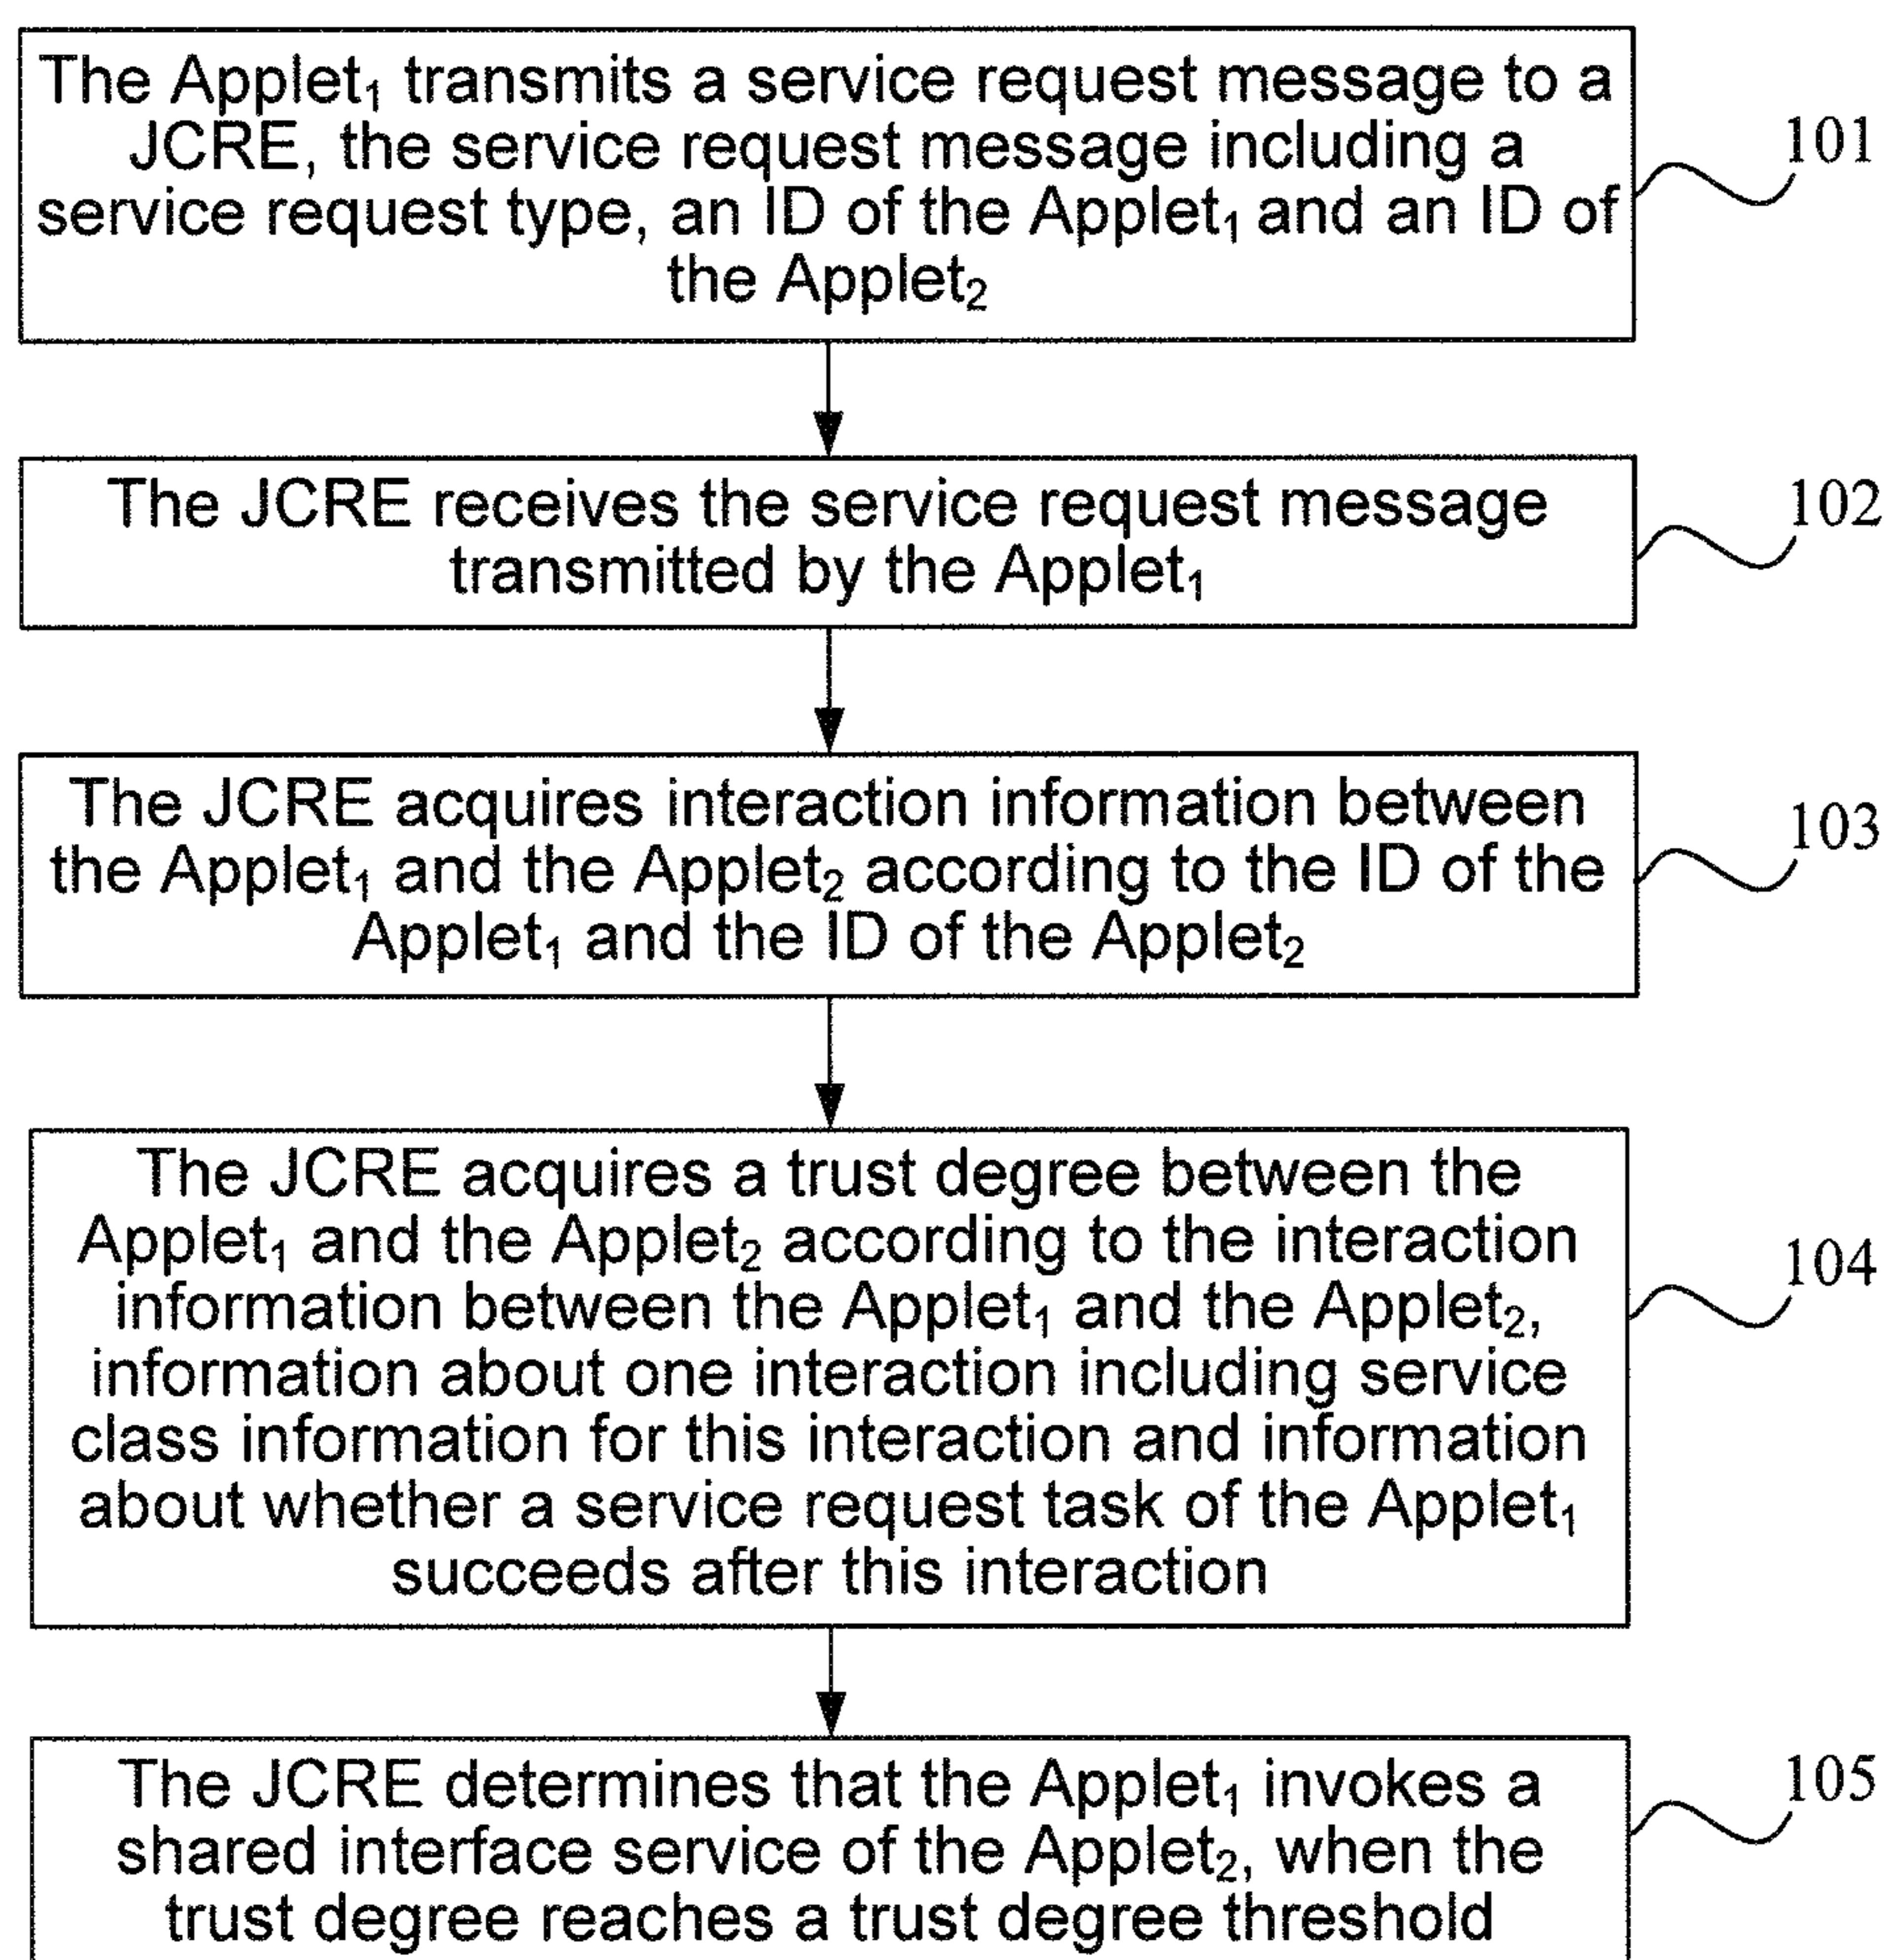 The Applet₁ transmits a service request message to a
JCRE, the service request message including a
service request type, an ID of the Applet₁ and an ID of
the Applet₂
101
The JCRE receives the service request message
transmitted by the Applet₁
102
The JCRE acquires interaction information between
the Applet₁ and the Applet₂ according to the ID of the
Applet₁ and the ID of the Applet₂
103
The JCRE acquires a trust degree between the
Applet₁ and the Applet₂ according to the interaction
information between the Applet₁ and the Applet₂,
information about one interaction including service
class information for this interaction and information
about whether a service request task of the Applet₁
succeeds after this interaction
104
The JCRE determines that the Applet₁ invokes a
shared interface service of the Applet₂, when the
trust degree reaches a trust degree threshold
105